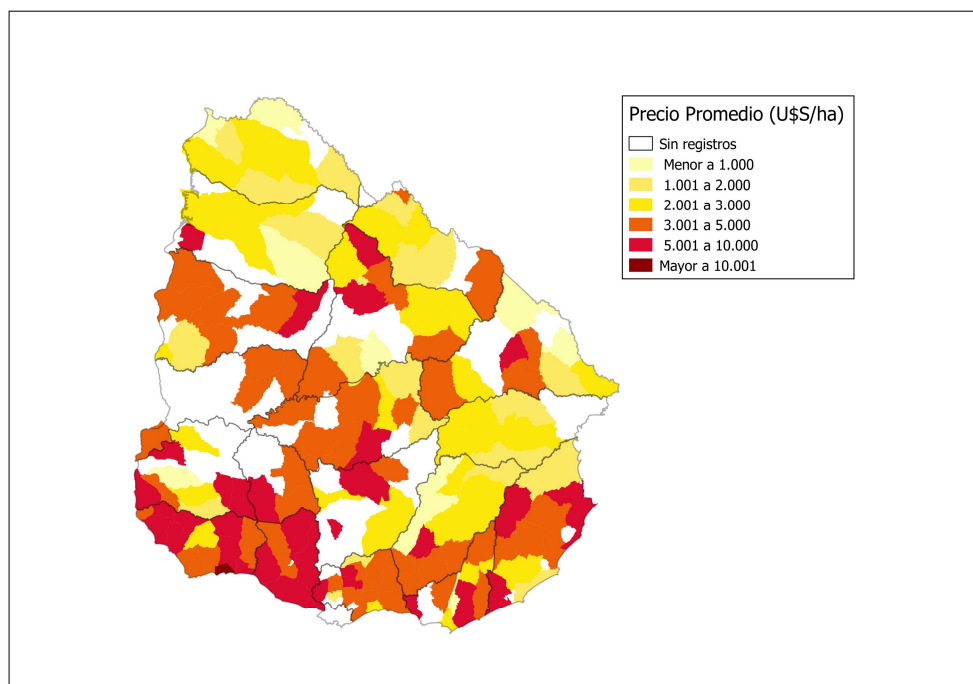 Precio Promedio (U$S/ha)
Sin registros
Menor a 1.000
1.001 a 2.000
2.001 a 3.000
3.001 a 5.000
5.001 a 10.000
Mayor a 10.001